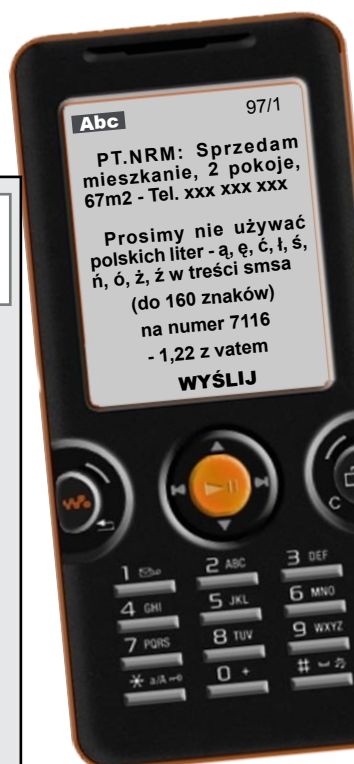 Abc 97/1
PT.NRM: Sprzedam
mieszkanie, 2 pokoje,
67m2 - Tel. xxx xxx xxx
Prosimy nie używać
polskich liter - ą, ę, ć, ł, ś,
ń, ó, ż, ź w treści smsa
(do 160 znaków)
na numer 7116
- 1,22 z vatem
WYŚLIJ
C
1 2 ABC 3 DEF
4 GHI 5 JKL 6 MNO
7 PQRS 8 TUV 9 WXYZ
* a/A 0 + #